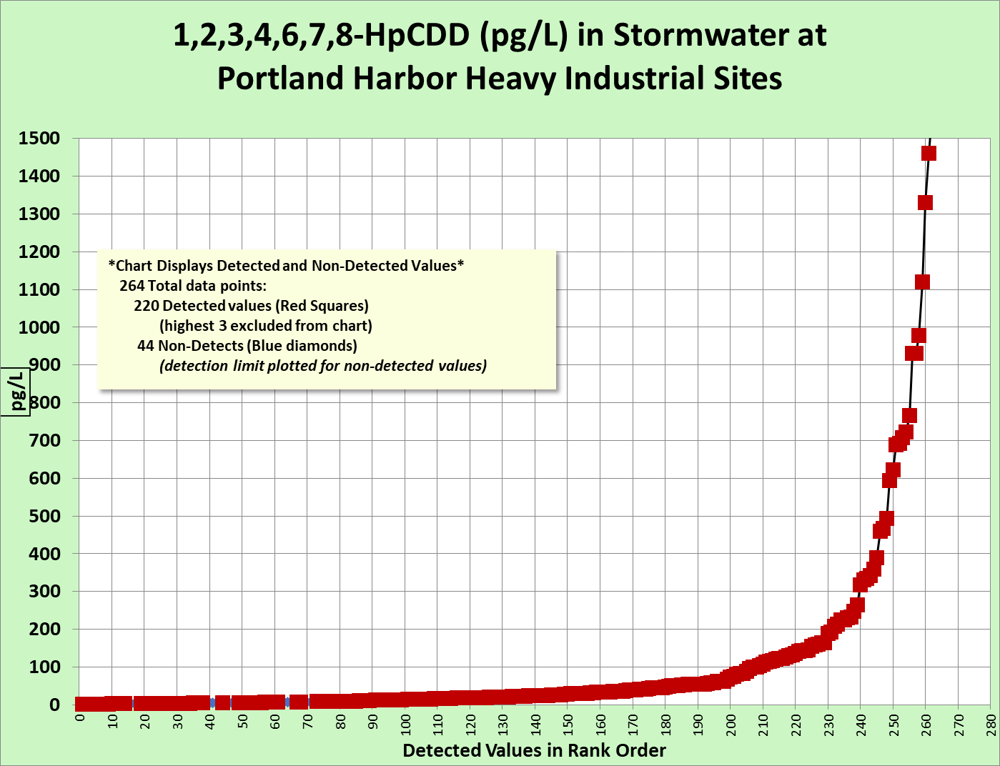 1,2,3,4,6,7,8-HpCDD (pg/L) in Stormwater at
Portland Harbor Heavy Industrial Sites
1500
1400
1300
1200
1100
1000
900
800
700
600
500
400
300
200
100
0
pg/L
*Chart Displays Detected and Non-Detected Values*
264 Total data points:
220 Detected values (Red Squares)
(highest 3 excluded from chart)
44 Non-Detects (Blue diamonds)
(detection limit plotted for non-detected values)
0 10 20 30 40 50 60 70 80 90 100 110 120 130 140 150 160 170 180 190 200 210 220 230 240 250 260 270 280
Detected Values in Rank Order